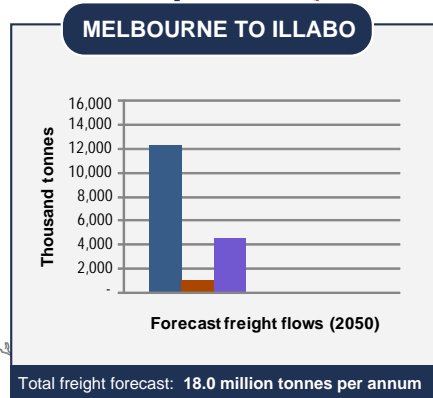 MELBOURNE TO ILLABO
16,000
14,000
12,000
10,000
8,000
6,000
4,000
2,000
-
Thousand tonnes
Forecast freight flows (2050)
Total freight forecast: 18.0 million tonnes per annum